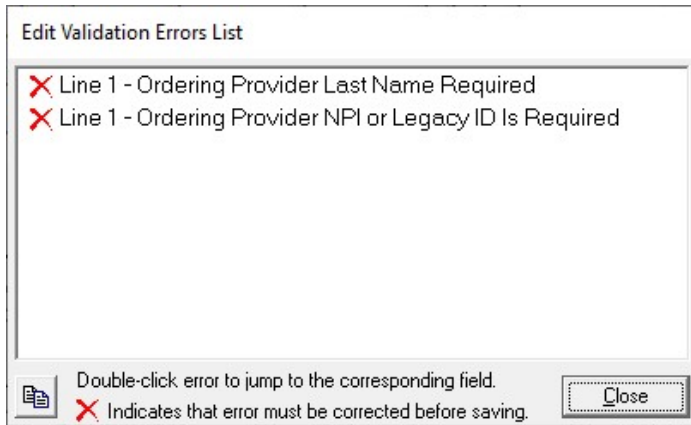 Edit Validation Errors List
Line 1 - Ordering Provider Last Name Required
Line 1 - Ordering Provider NPI or Legacy ID Is Required
Double-click error to jump to the corresponding field.
Indicates that error must be corrected before saving.
Close